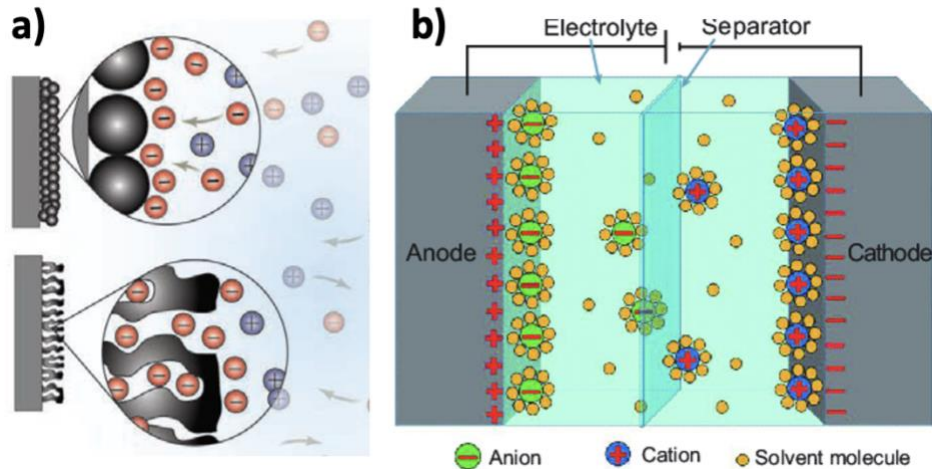 a)
b)
Electrolyte
Separator
Anode
Cathode
Anion
Cation
Solvent molecule